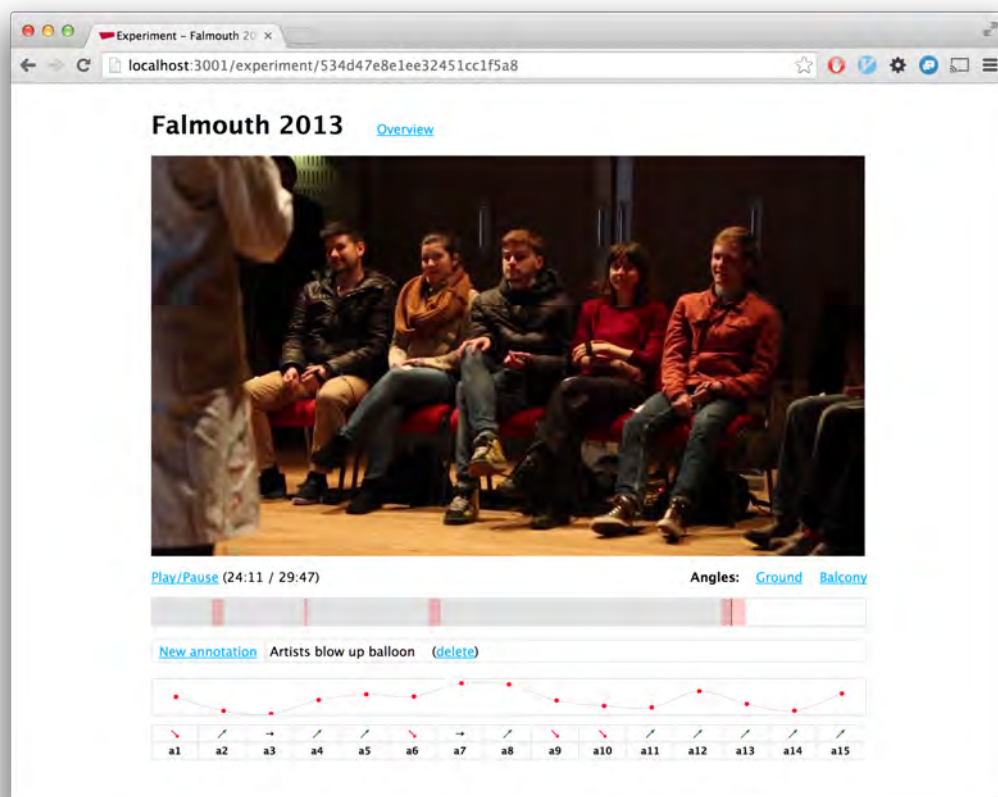 Experiment – Falmouth 20
localhost:3001/experiment/534d47e8e1ee32451cc1f5a8
Falmouth 2013 Overview
Play/Pause (24:11 / 29:47) Angles: Ground Balcony
New annotation Artists blow up balloon (delete)
a1 a2 a3 a4 a5 a6 a7 a8 a9 a10 a11 a12 a13 a14 a15